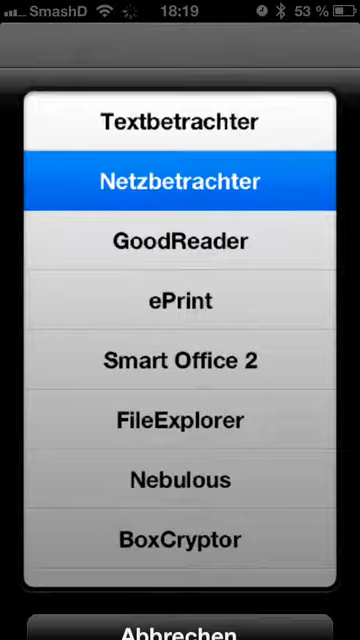 SmashD 18:19 53 %
Textbetrachter
Netzbetrachter
GoodReader
ePrint
Smart Office 2
FileExplorer
Nebulous
BoxCryptor
Abbrechen